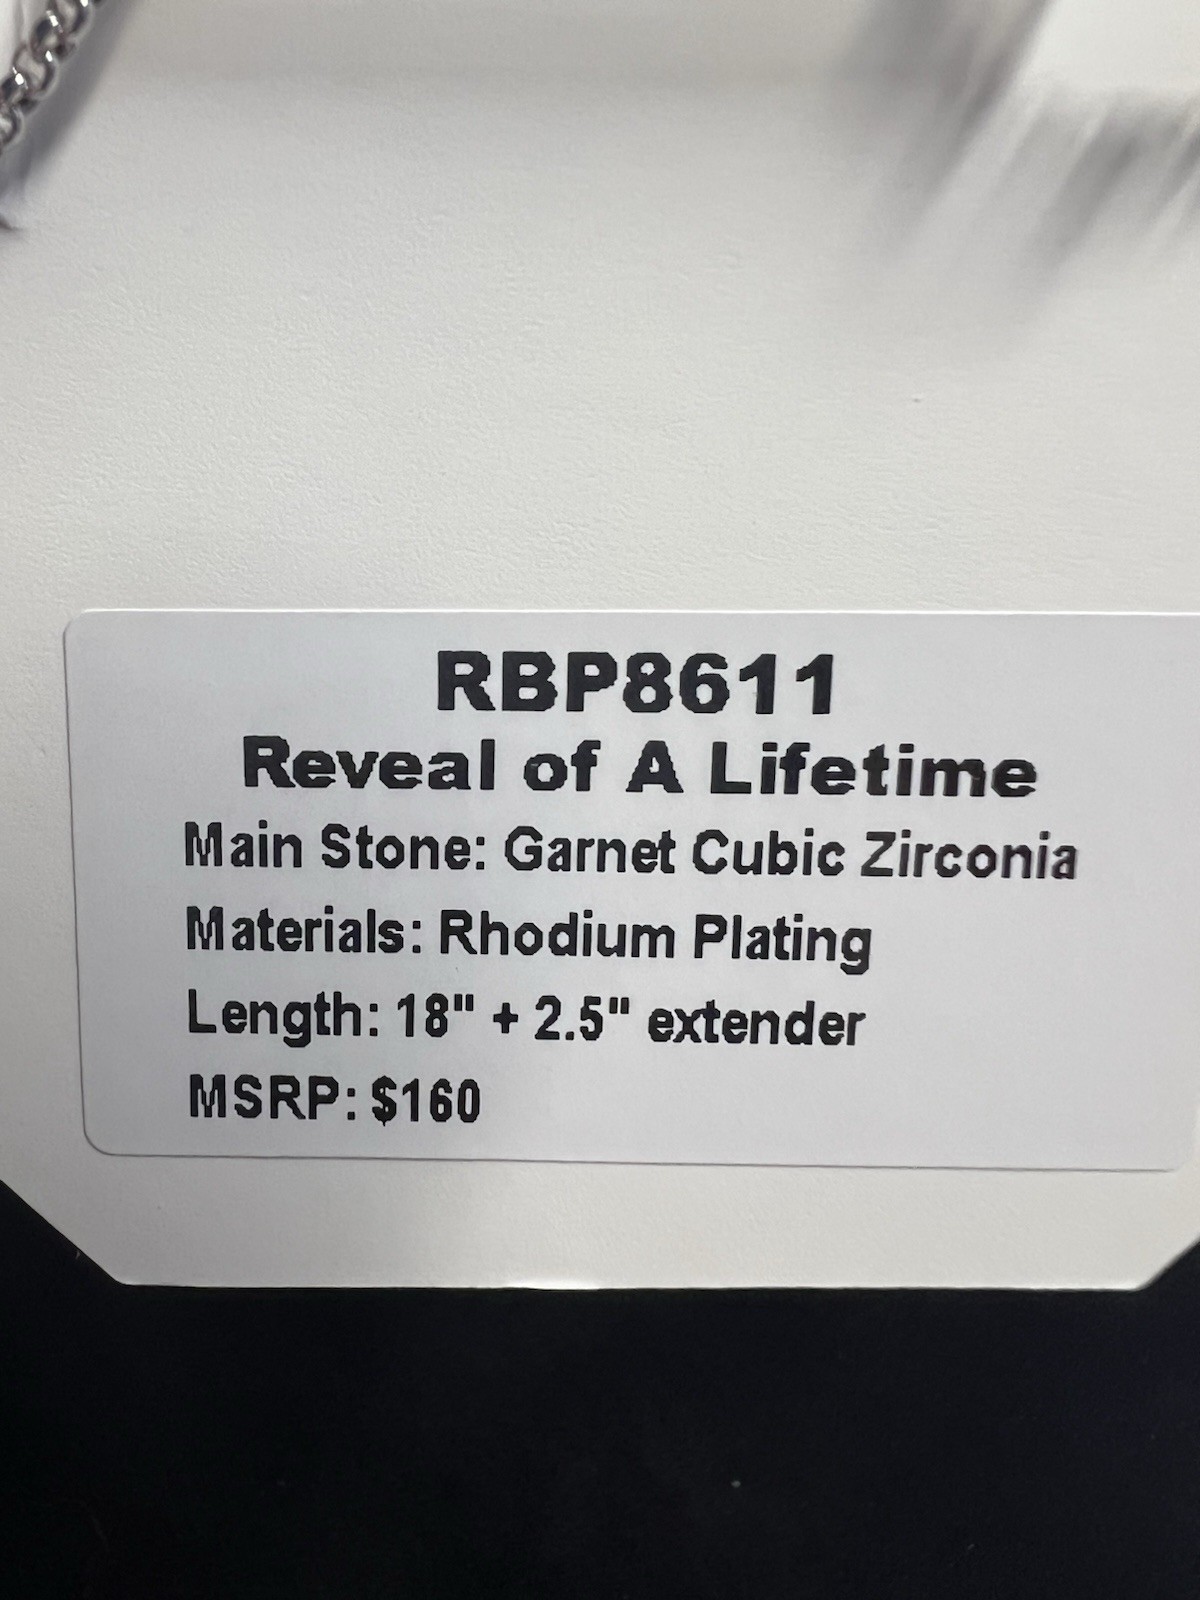 RBP8611
Reveal of A Lifetime
Main Stone: Garnet Cubic Zirconia
Materials: Rhodium Plating
Length: 18" + 2.5" extender
MSRP: $160